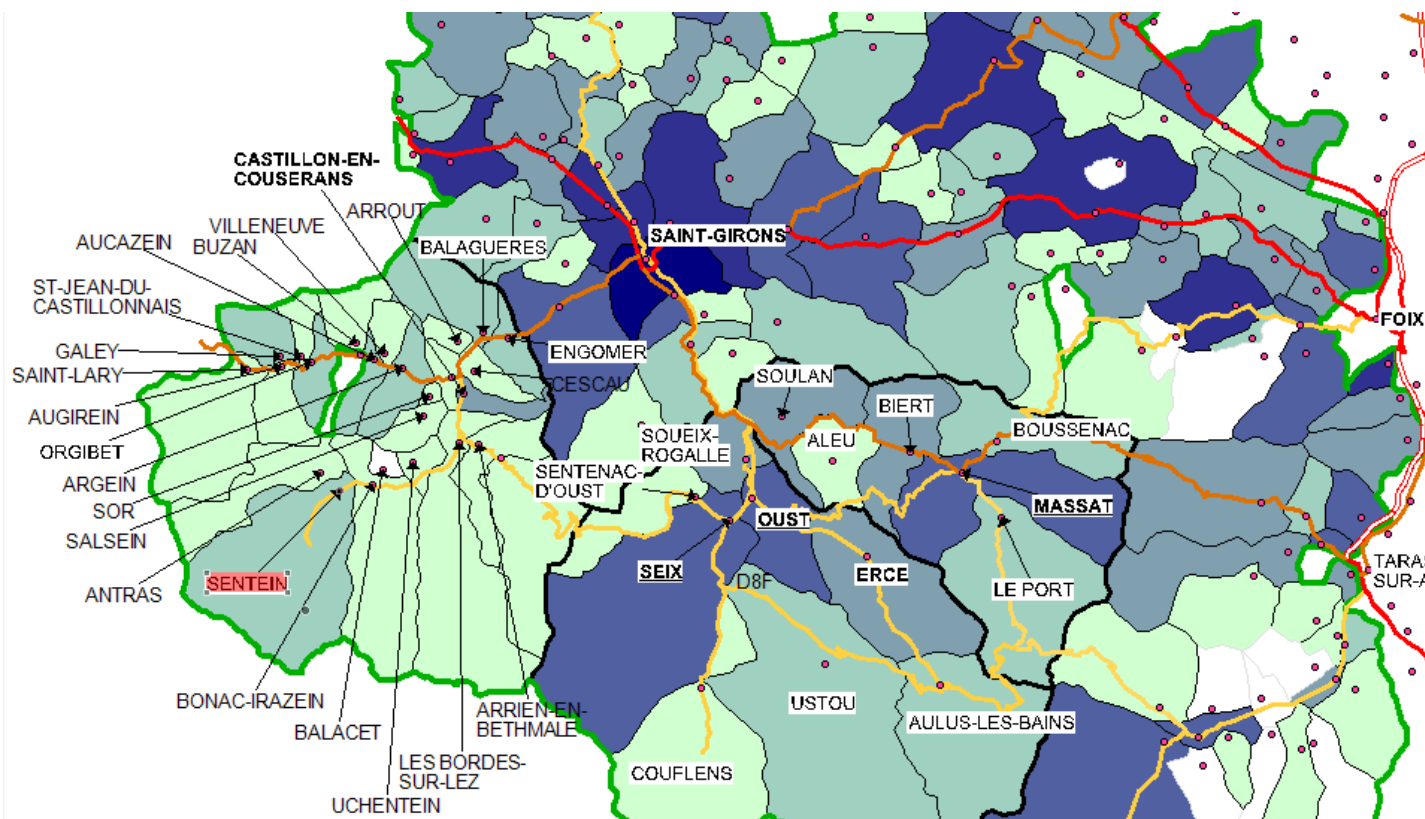 CASTILLON-EN-
COUSERANS
ARROUT
VILLENEUVE
BUZAN
AUCAZEIN
BALAGUERES
SAINT-GIRONS
ST-JEAN-DU-
CASTILLONNAIS
FOIX
GALEY
ENGOMER
SAINT-LARY
CESCAU
SOULAN
BIERT
AUGIREIN
ALEU
BOUSSENAC
SOUEIX-
ROGALLE
ORGIBET
ARGEIN
SENTENAC-
D'OUST
SOR
MASSAT
OUST
SALSEIN
SEIX
ERCE
D8F
SENTEIN
ANTRAS
LE PORT
TARA
SUR-A
BONAC-IRAZEIN
USTOU
ARRIEN-EN-
BETHMALE
AULUS-LES-BAINS
BALACET
LES BORDES-
SUR-LEZ
COUFLENS
UCHENTEIN